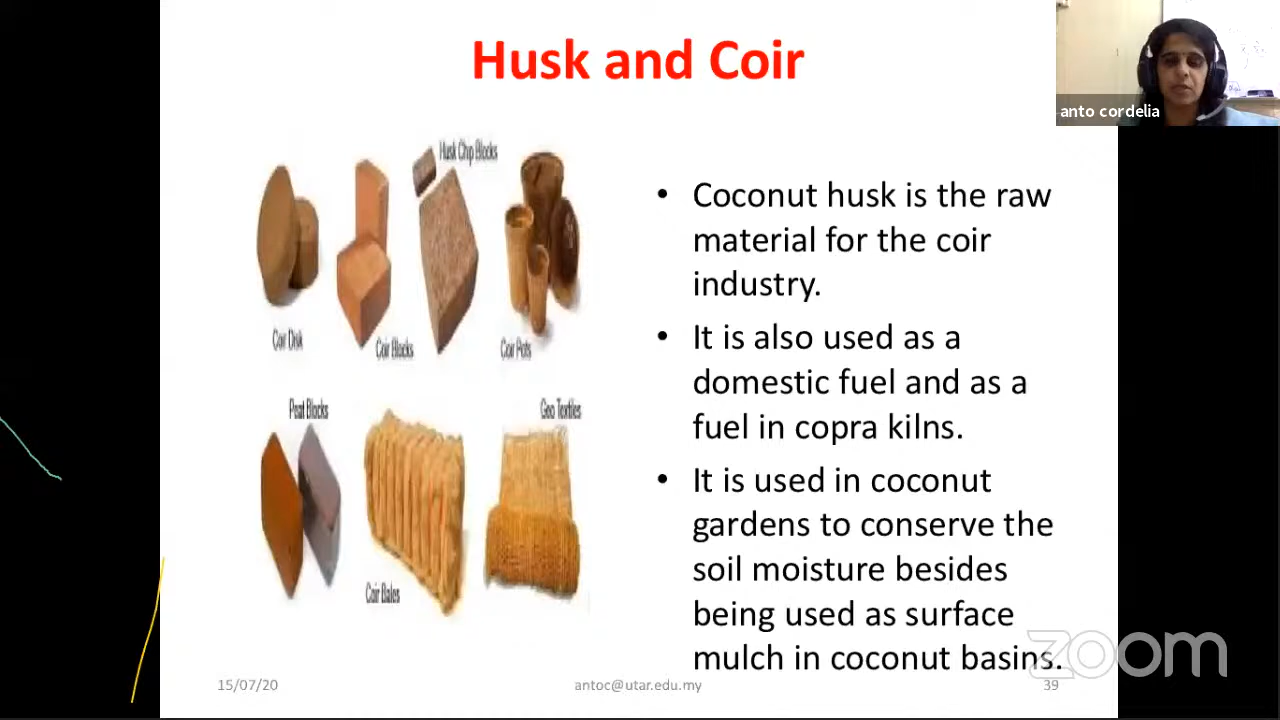 Husk and Coir
anto cordelia
Husk Chip Blocks
Coir Disk
Coir Blocks
Coir Pots
Peat Blocks
Geo Textiles
Coir Bales
• Coconut husk is the raw
material for the coir
industry.
• It is also used as a
domestic fuel and as a
fuel in copra kilns.
• It is used in coconut
gardens to conserve the
soil moisture besides
being used as surface
mulch in coconut basins.
zoom
15/07/20
antoc@utar.edu.my
39